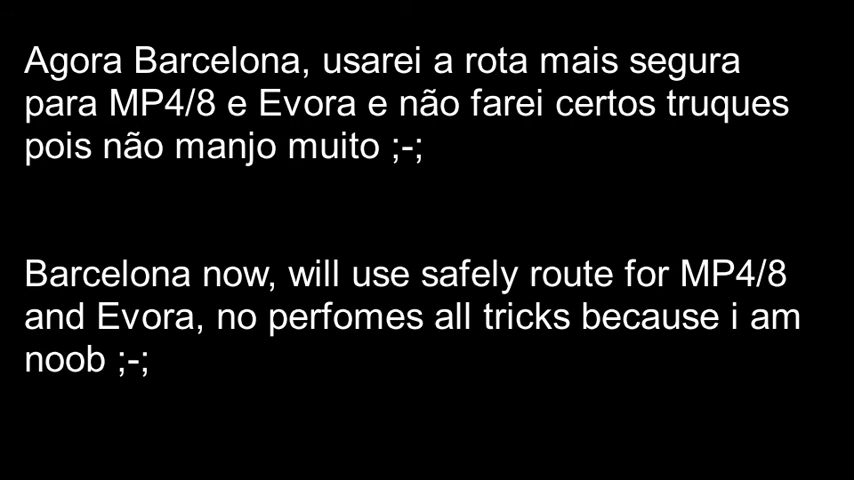 Agora Barcelona, usarei a rota mais segura
para MP4/8 e Evora e não farei certos truques
pois não manjo muito ;-;
Barcelona now, will use safely route for MP4/8
and Evora, no perfomes all tricks because i am
noob ;-;